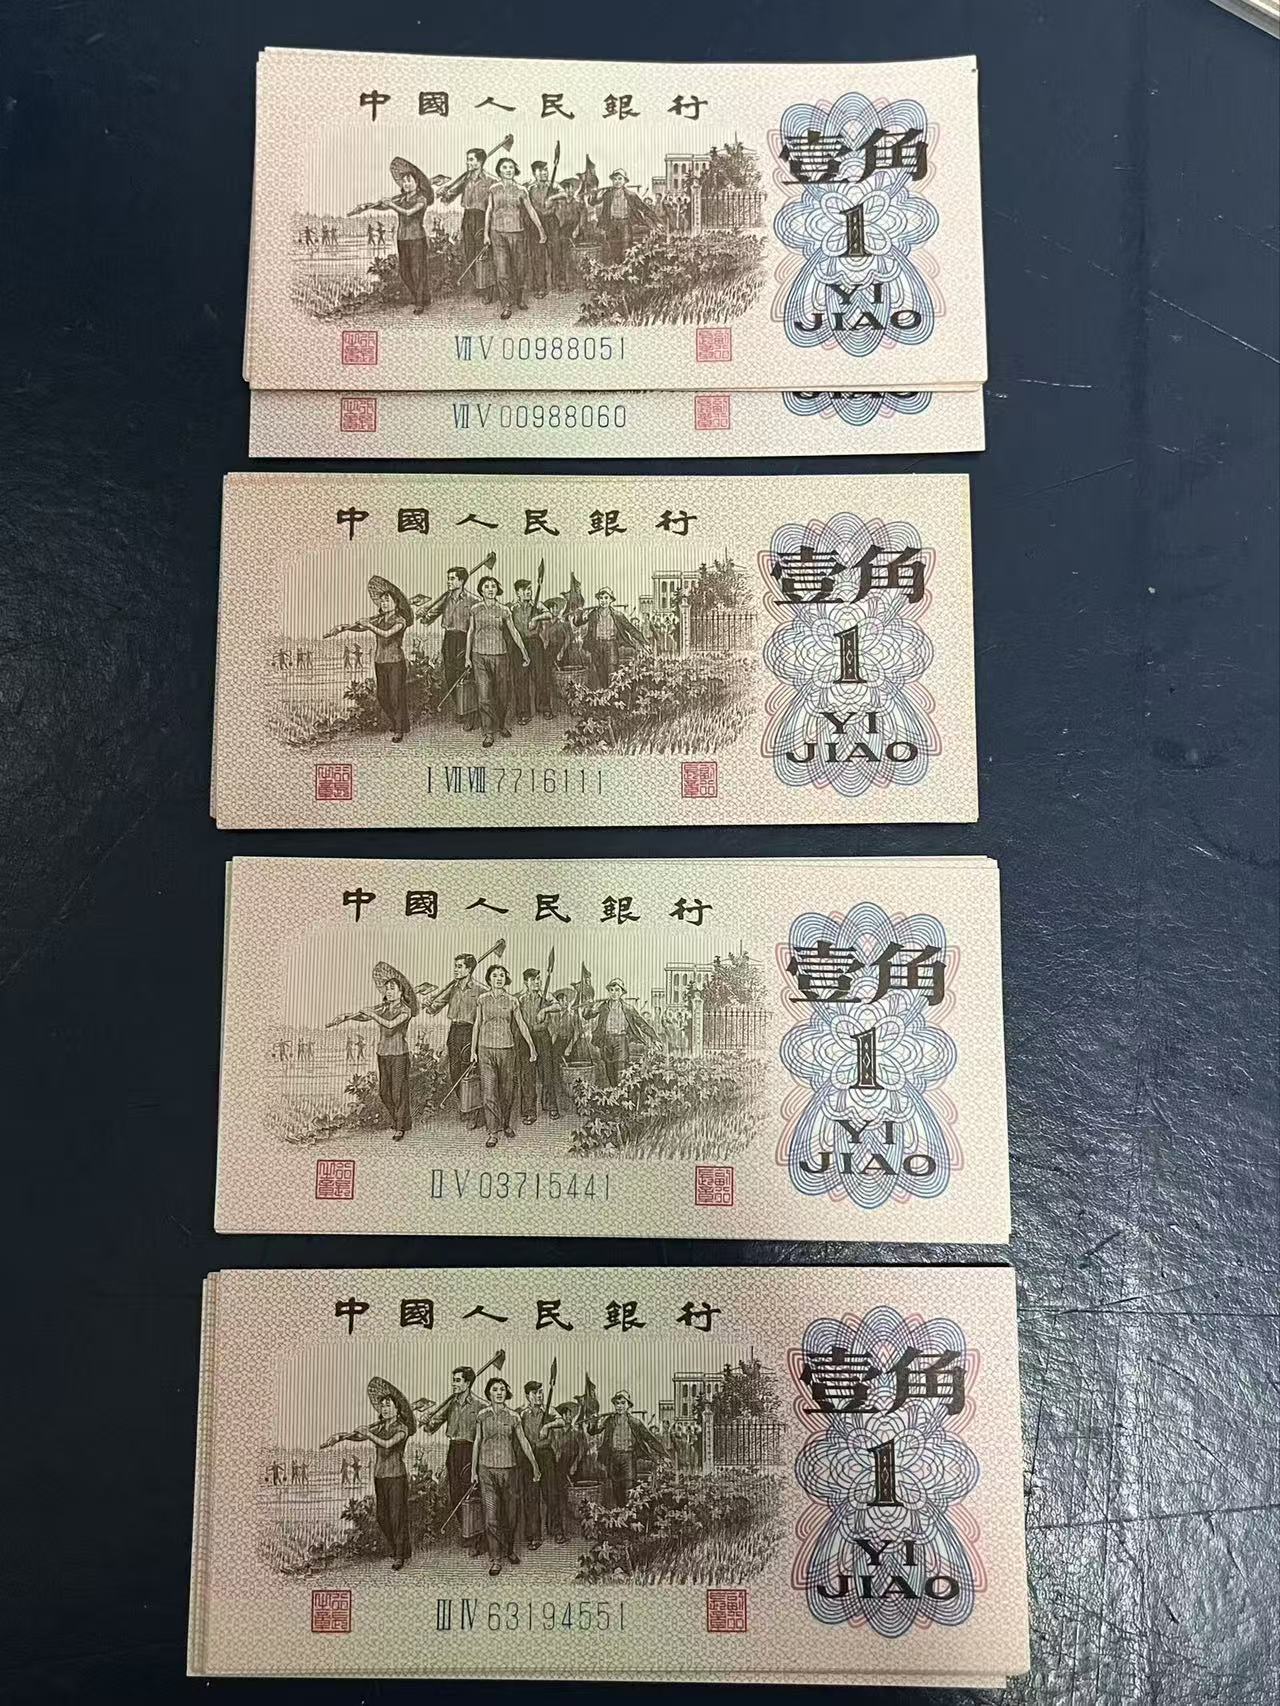 中國人民銀行
壹角
1
YI
JIAO
Ⅶ Ⅴ 00988051
JIAO
Ⅶ Ⅴ 00988060
中國人民銀行
壹角
1
YI
JIAO
Ⅰ Ⅶ Ⅷ 7716111
中國人民銀行
壹角
1
YI
JIAO
Ⅱ Ⅴ 03715441
中國人民銀行
壹角
1
YI
JIAO
Ⅲ Ⅳ 63194551